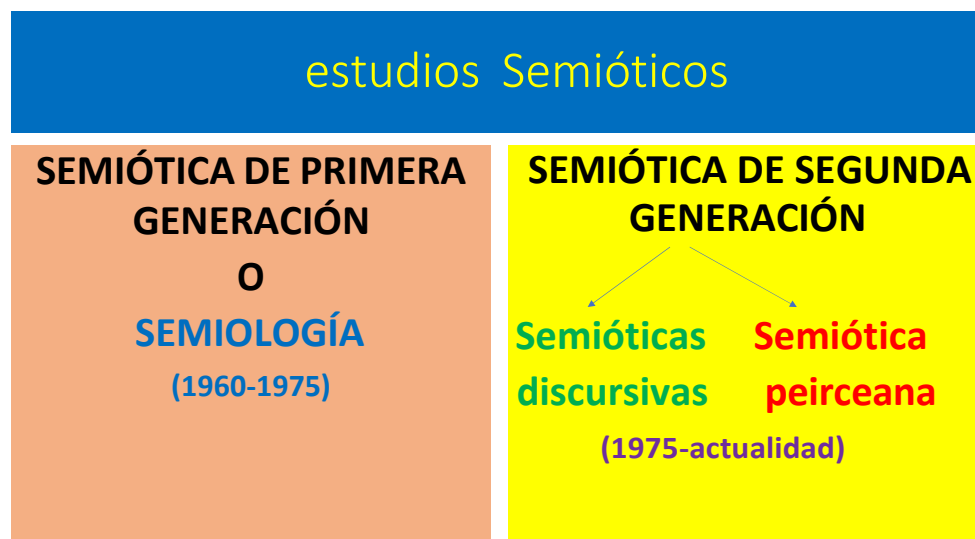 estudios Semióticos
SEMIÓTICA DE PRIMERA
GENERACIÓN
O
SEMIOLOGÍA
(1960-1975)
SEMIÓTICA DE SEGUNDA
GENERACIÓN
Semióticas Semiótica
discursivas peirceana
(1975-actualidad)